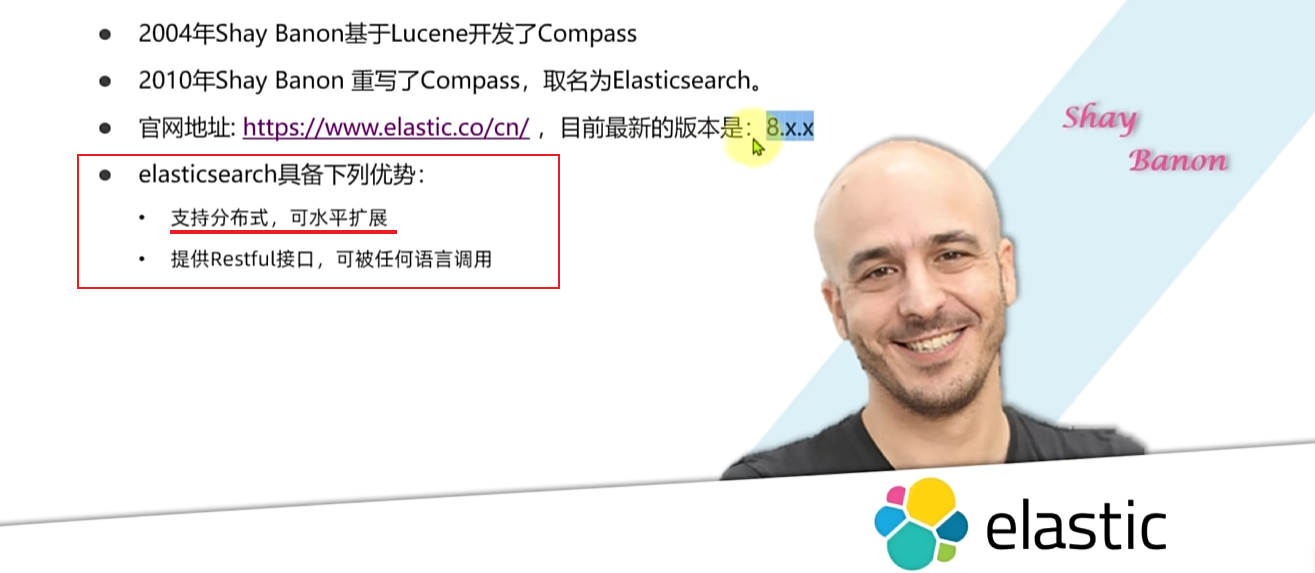 2004年Shay Banon基于Lucene开发了Compass
2010年Shay Banon 重写了Compass，取名为Elasticsearch。
官网地址: https://www.elastic.co/cn/ ，目前最新的版本是：8.x.x
elasticsearch具备下列优势：
支持分布式，可水平扩展
提供Restful接口，可被任何语言调用
Shay
Banon
elastic